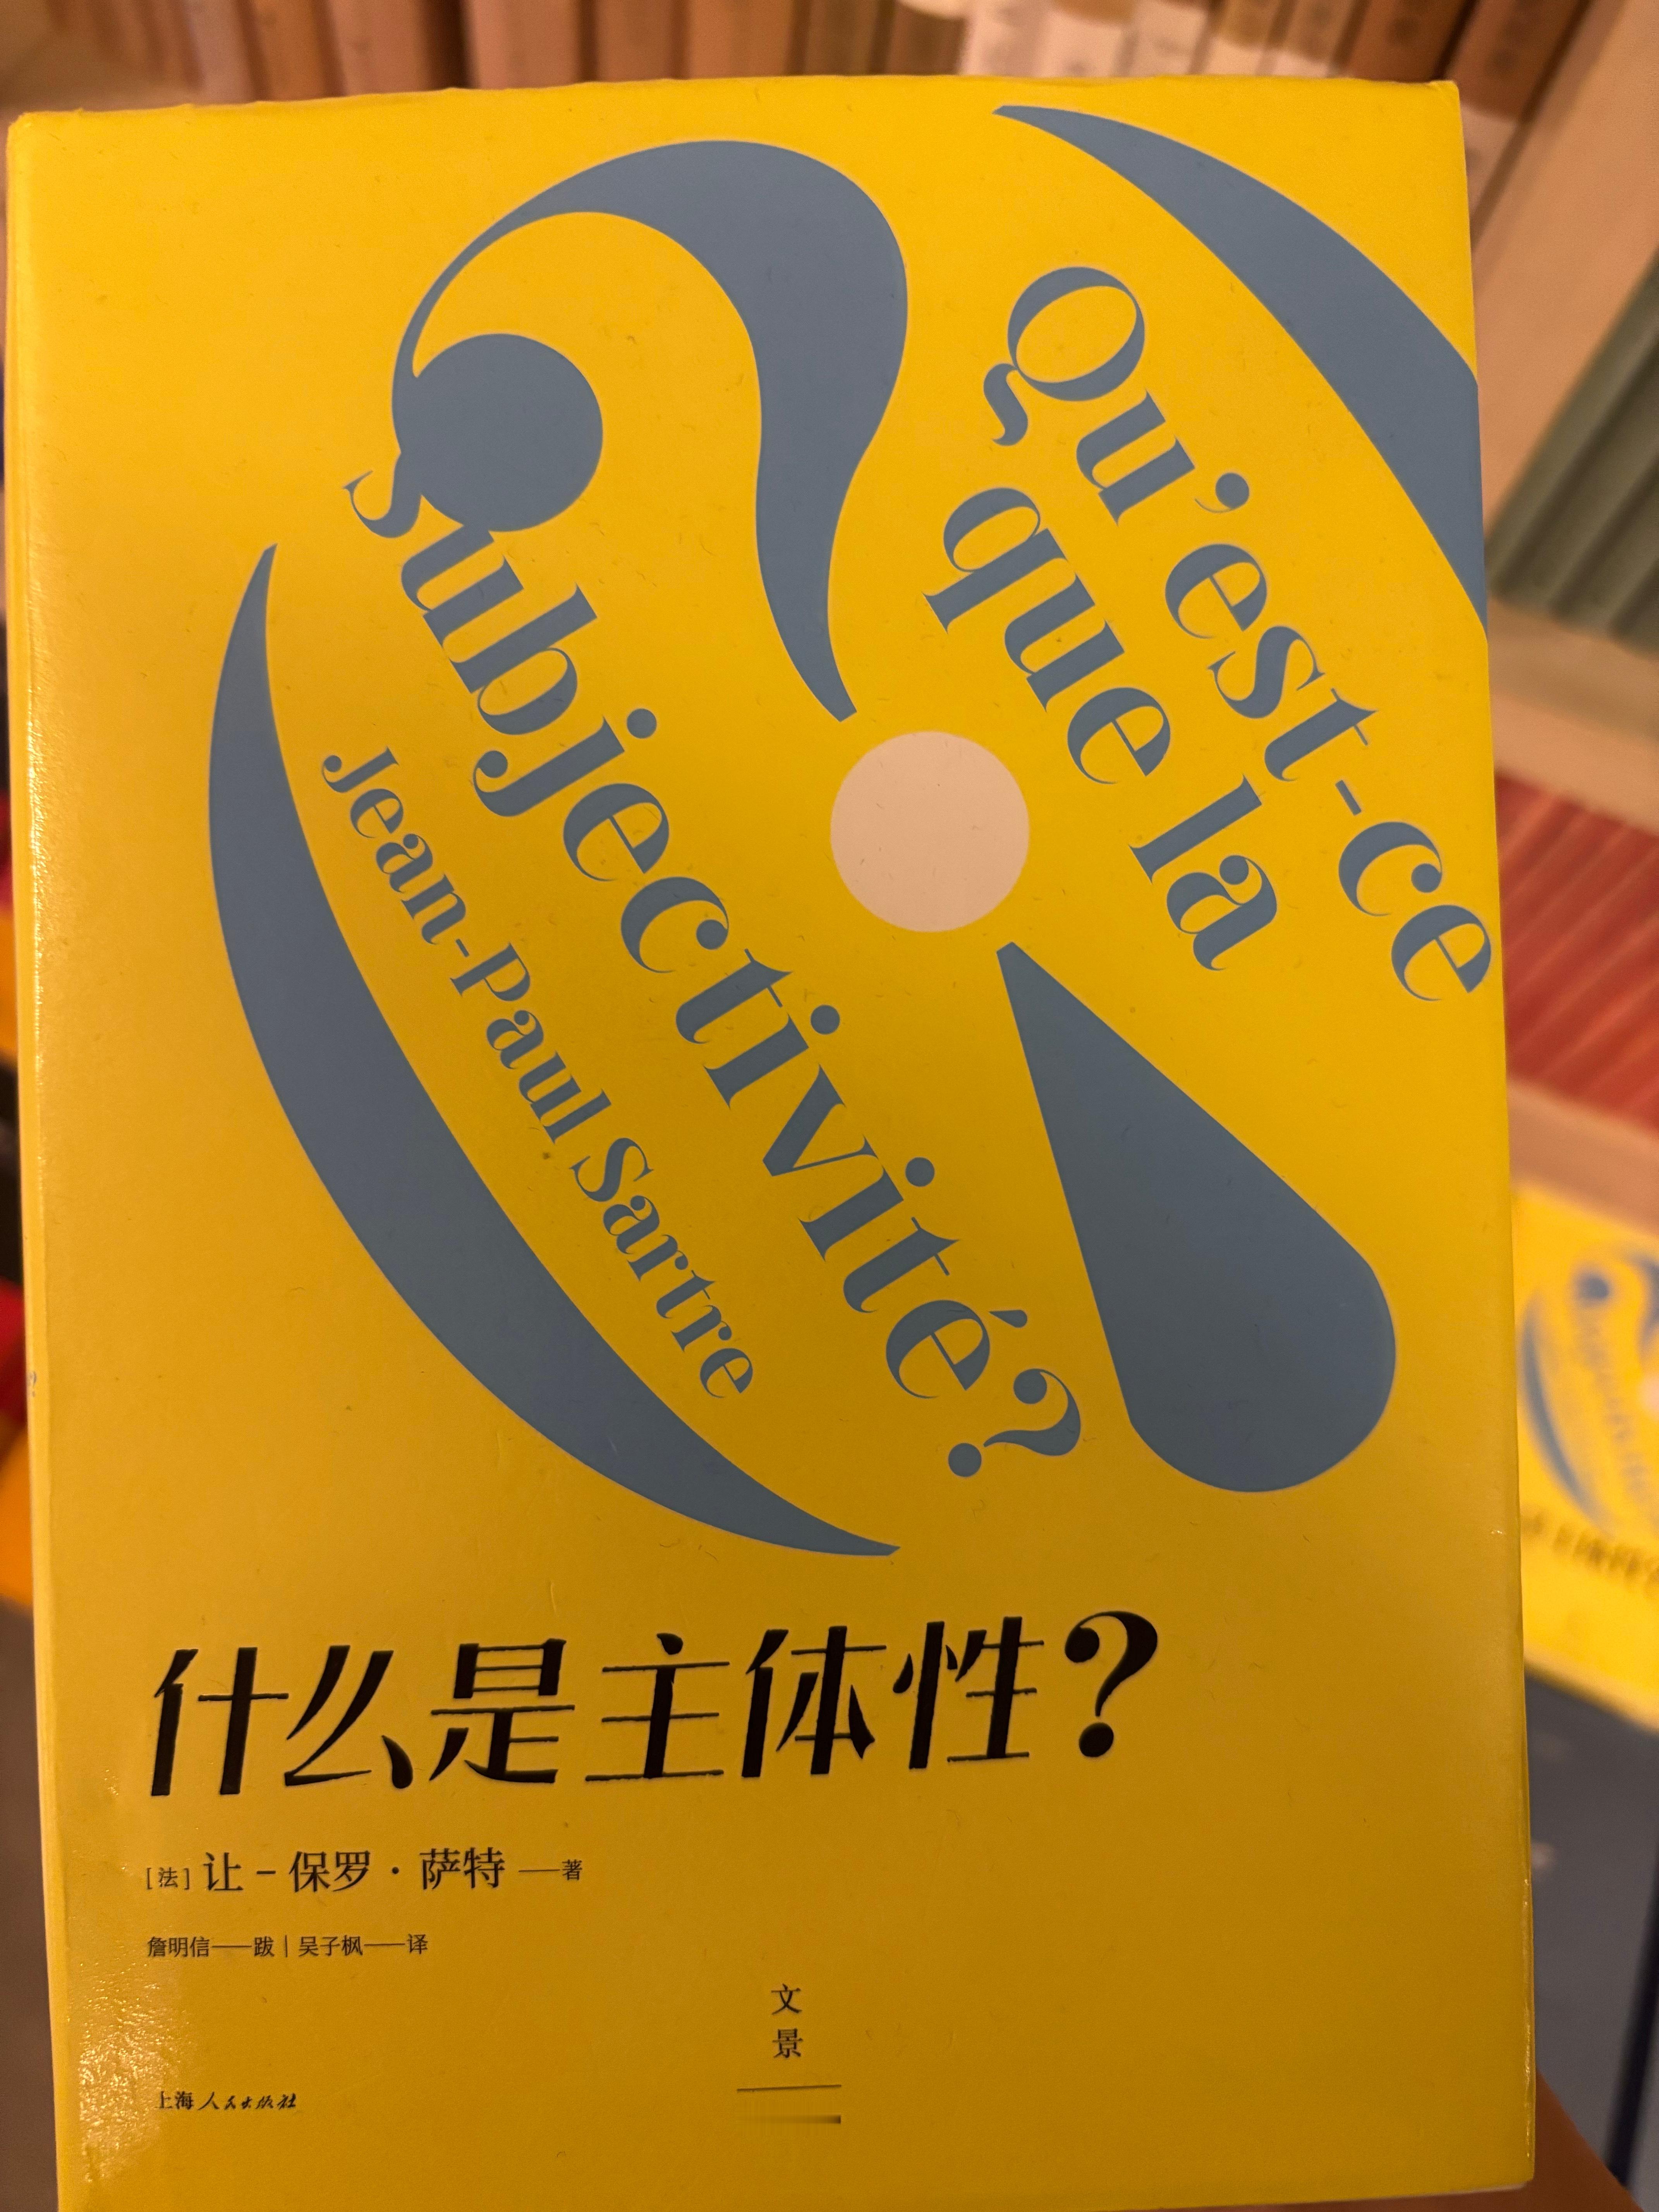 Qu'est-ce
que la
subjectivité?
Jean-Paul Sartre
什么是主体性?
[法] 让-保罗·萨特——著
詹明信——跋|吴子枫——译
文
景
上海人民出版社